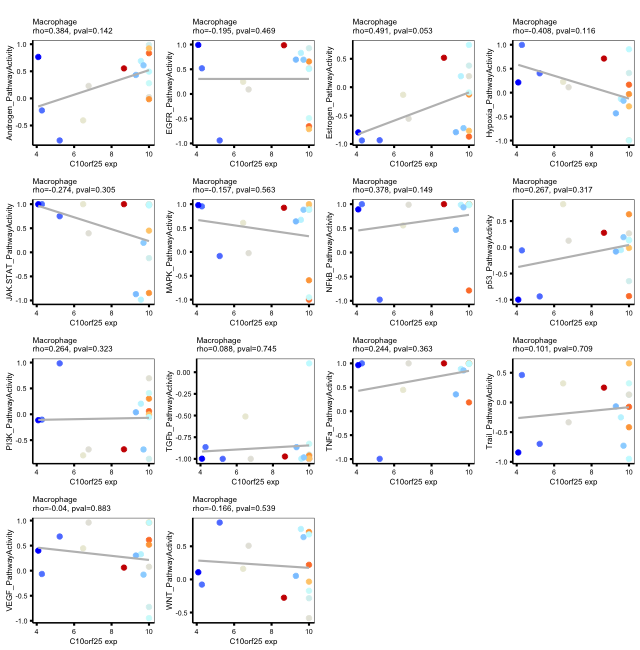 Macrophage
rho=0.384, pval=0.142
Androgen_PathwayActivity
1.0
0.5
0.0
-0.5
4 6 8 10
C10orf25 exp
Macrophage
rho=-0.195, pval=0.469
EGFR_PathwayActivity
1.0
0.5
0.0
-0.5
-1.0
4 6 8 10
C10orf25 exp
Macrophage
rho=0.491, pval=0.053
Estrogen_PathwayActivity
0.5
0.0
-0.5
-1.0
4 6 8 10
C10orf25 exp
Macrophage
rho=-0.408, pval=0.116
Hypoxia_PathwayActivity
1.0
0.5
0.0
-0.5
-1.0
4 6 8 10
C10orf25 exp
Macrophage
rho=-0.274, pval=0.305
JAK-STAT_PathwayActivity
1.0
0.5
0.0
-0.5
-1.0
4 6 8 10
C10orf25 exp
Macrophage
rho=-0.157, pval=0.563
MAPK_PathwayActivity
1.0
0.5
0.0
-0.5
-1.0
4 6 8 10
C10orf25 exp
Macrophage
rho=0.378, pval=0.149
NFkB_PathwayActivity
1.0
0.5
0.0
-0.5
-1.0
4 6 8 10
C10orf25 exp
Macrophage
rho=0.267, pval=0.317
p53_PathwayActivity
0.5
0.0
-0.5
-1.0
4 6 8 10
C10orf25 exp
Macrophage
rho=0.264, pval=0.323
PI3K_PathwayActivity
1.0
0.5
0.0
-0.5
4 6 8 10
C10orf25 exp
Macrophage
rho=0.088, pval=0.745
TGFb_PathwayActivity
0.00
-0.25
-0.50
-0.75
-1.00
4 6 8 10
C10orf25 exp
Macrophage
rho=0.244, pval=0.363
TNFa_PathwayActivity
1.0
0.5
0.0
-0.5
-1.0
4 6 8 10
C10orf25 exp
Macrophage
rho=0.101, pval=0.709
Trail_PathwayActivity
0.5
0.0
-0.5
-1.0
4 6 8 10
C10orf25 exp
Macrophage
rho=-0.04, pval=0.883
VEGF_PathwayActivity
1.0
0.5
0.0
-0.5
-1.0
4 6 8 10
C10orf25 exp
Macrophage
rho=-0.166, pval=0.539
WNT_PathwayActivity
0.5
0.0
-0.5
4 6 8 10
C10orf25 exp